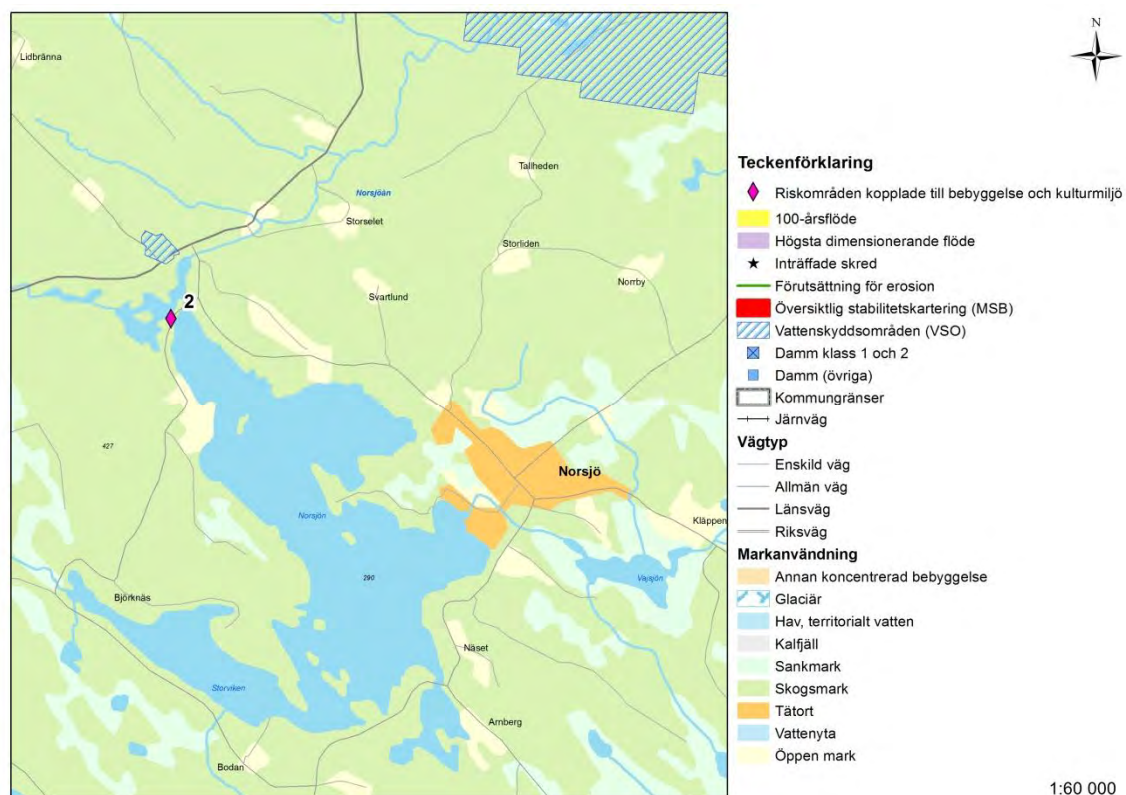 N
Lidbränna
Tallheden
Norsjöån
Storselet
Storliden
Norrby
Svartlund
2
427
Norsjö
Norsjön
Kläppen
290
Vajsjön
Björknäs
Näset
Storviken
Arnberg
Bodan
Teckenförklaring
Riskområden kopplade till bebyggelse och kulturmiljö
100-årsflöde
Högsta dimensionerande flöde
Inträffade skred
Förutsättning för erosion
Översiktlig stabilitetskartering (MSB)
Vattenskyddsområden (VSO)
Damm klass 1 och 2
Damm (övriga)
Kommungränser
Järnväg
Vägtyp
Enskild väg
Allmän väg
Länsväg
Riksväg
Markanvändning
Annan koncentrerad bebyggelse
Glaciär
Hav, territorialt vatten
Kalfjäll
Sankmark
Skogsmark
Tätort
Vattenyta
Öppen mark
1:60 000